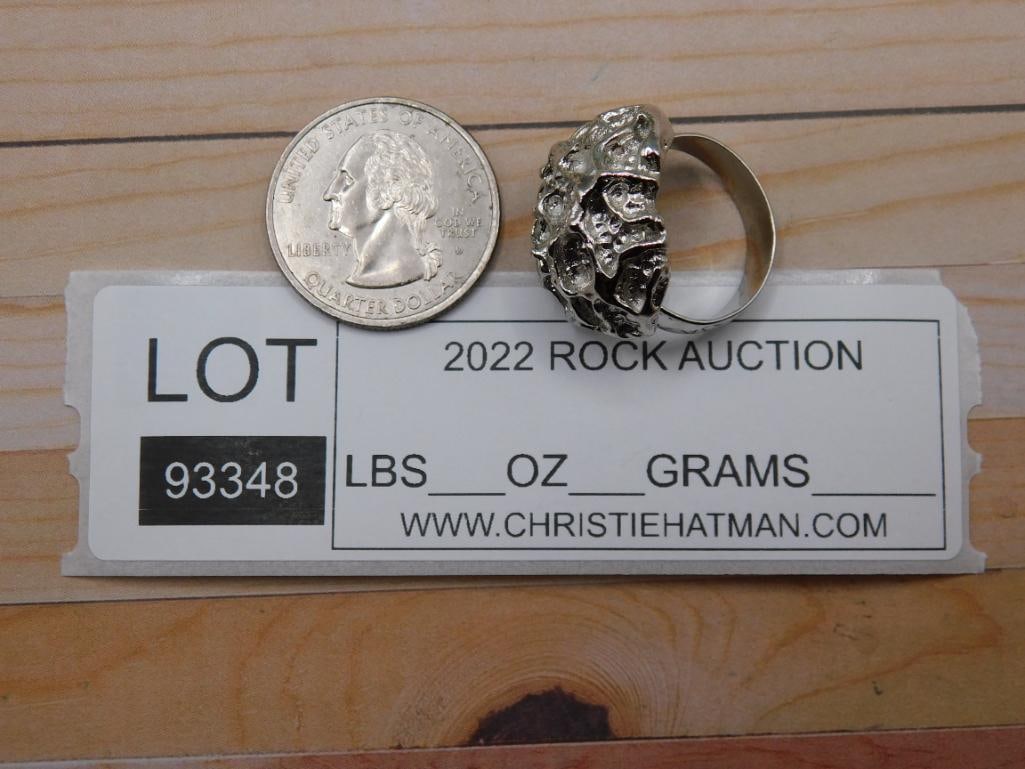 UNITED STATES OF AMERICA
LIBERTY
IN
GOD WE
TRUST
QUARTER DOLLAR
LOT
93348
2022 ROCK AUCTION
LBS___OZ___GRAMS_____
WWW.CHRISTIEHATMAN.COM